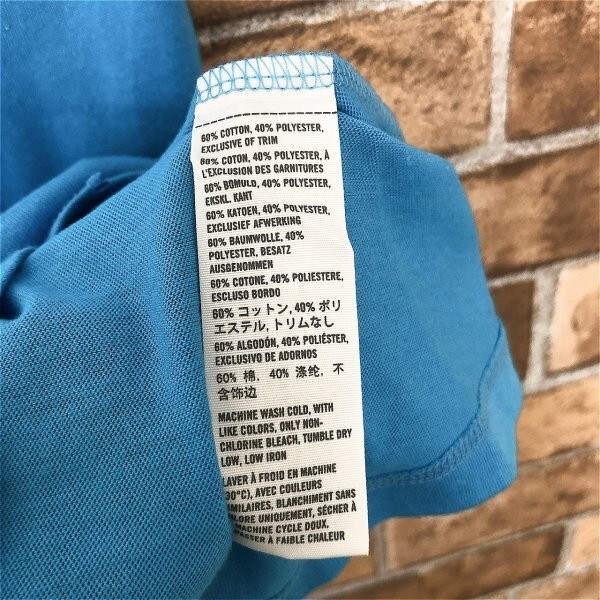 60% COTTON, 40% POLYESTER,
EXCLUSIVE OF TRIM
60% COTON, 40% POLYESTER, À
L'EXCLUSION DES GARNITURES
60% BOMULD, 40% POLYESTER,
EKSKL. KANT
60% KATOEN, 40% POLYESTER,
EXCLUSIEF AFWERKING
60% BAUMWOLLE, 40%
POLYESTER, BESATZ
AUSGENOMMEN
60% COTONE, 40% POLIESTERE,
ESCLUSO BORDO
60% コットン, 40% ポリ
エステル, トリムなし
60% ALGODÓN, 40% POLIÉSTER,
EXCLUSIVO DE ADORNOS
60% 棉, 40% 涤纶, 不
含饰边
MACHINE WASH COLD, WITH
LIKE COLORS, ONLY NON-
CHLORINE BLEACH, TUMBLE DRY
LOW, LOW IRON
LAVER À FROID EN MACHINE
30°C), AVEC COULEURS
IMILAIRES, BLANCHIMENT SANS
HLORE UNIQUEMENT, SÉCHER À
MACHINE CYCLE DOUX,
PASSER À FAIBLE CHALEUR